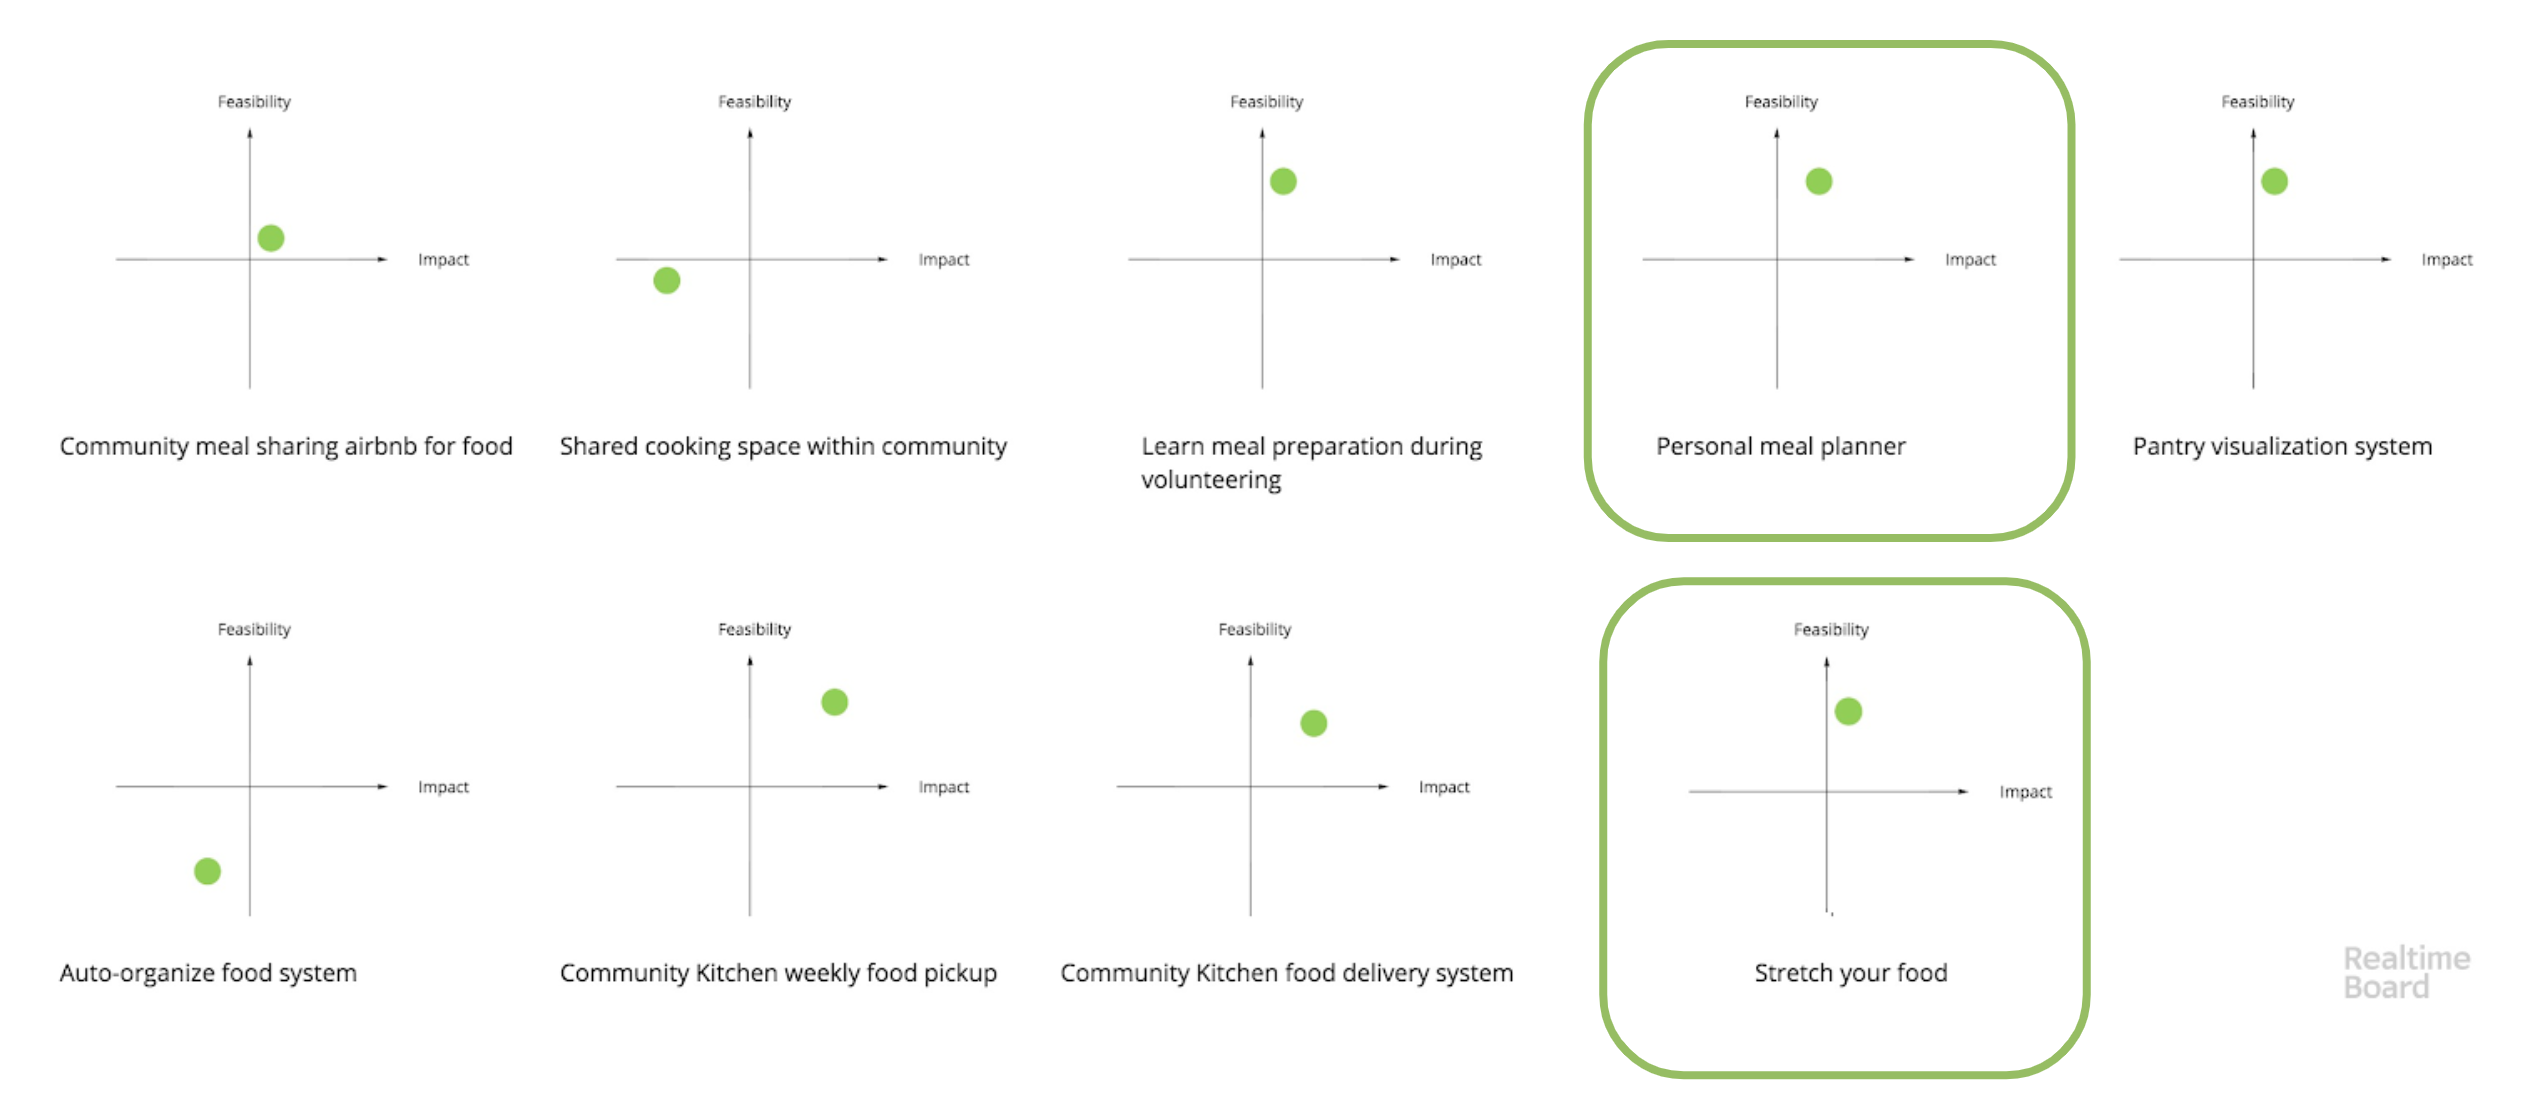 Feasibility
Impact
Community meal sharing airbnb for food
Feasibility
Impact
Shared cooking space within community
Feasibility
Impact
Learn meal preparation during
volunteering
Feasibility
Impact
Personal meal planner
Feasibility
Impact
Pantry visualization system
Feasibility
Impact
Auto-organize food system
Feasibility
Impact
Community Kitchen weekly food pickup
Feasibility
Impact
Community Kitchen food delivery system
Feasibility
Impact
Stretch your food
Realtime
Board